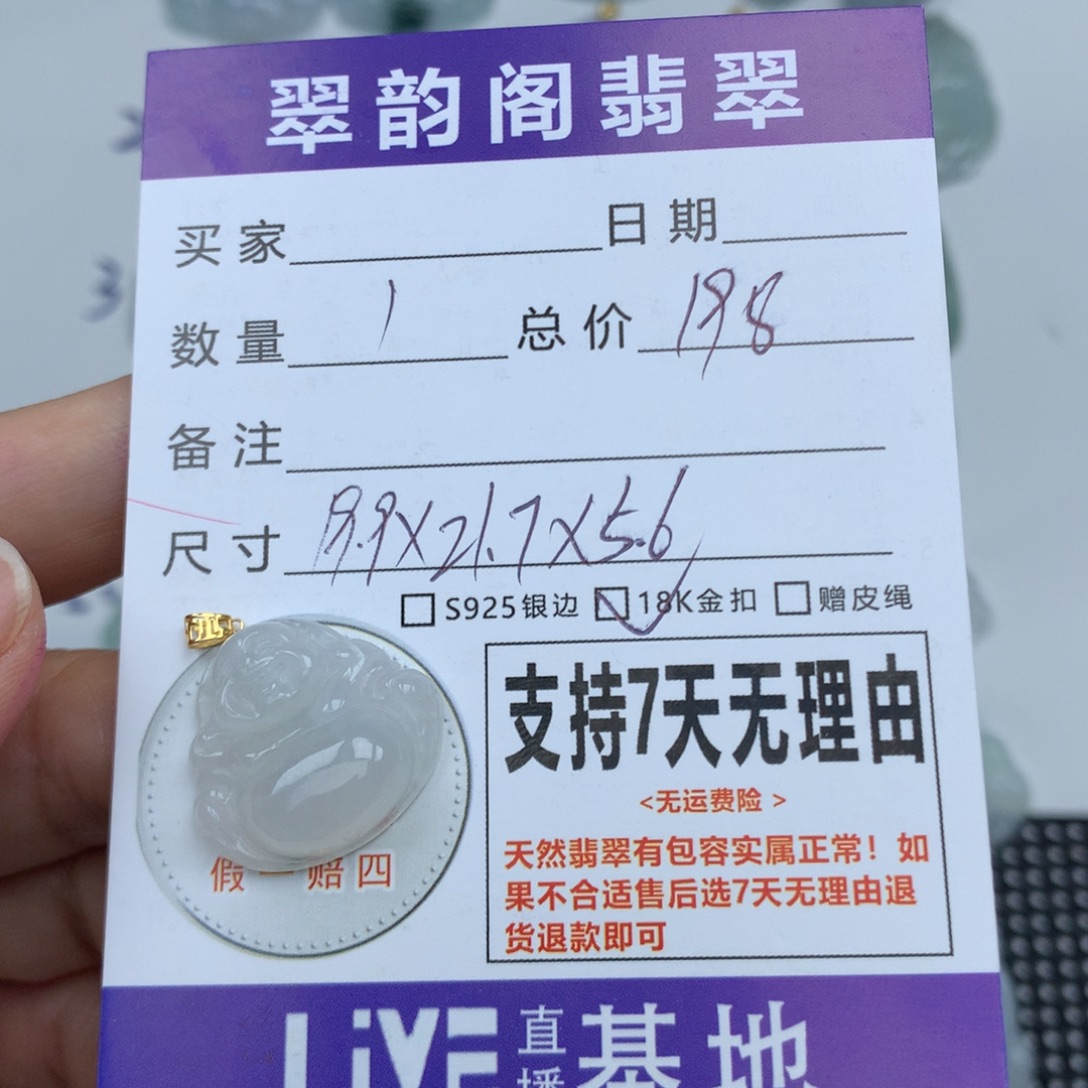 翠韵阁翡翠
买家 日期
数量 1 总价 198
备注
尺寸 19.9X21.7X5.6
S925银边 18K金扣 赠皮绳
支持7天无理由
<无运费险 >
天然翡翠有包容实属正常！如
果不合适售后选7天无理由退
货退款即可
假一赔四
LiVE 直播 基地